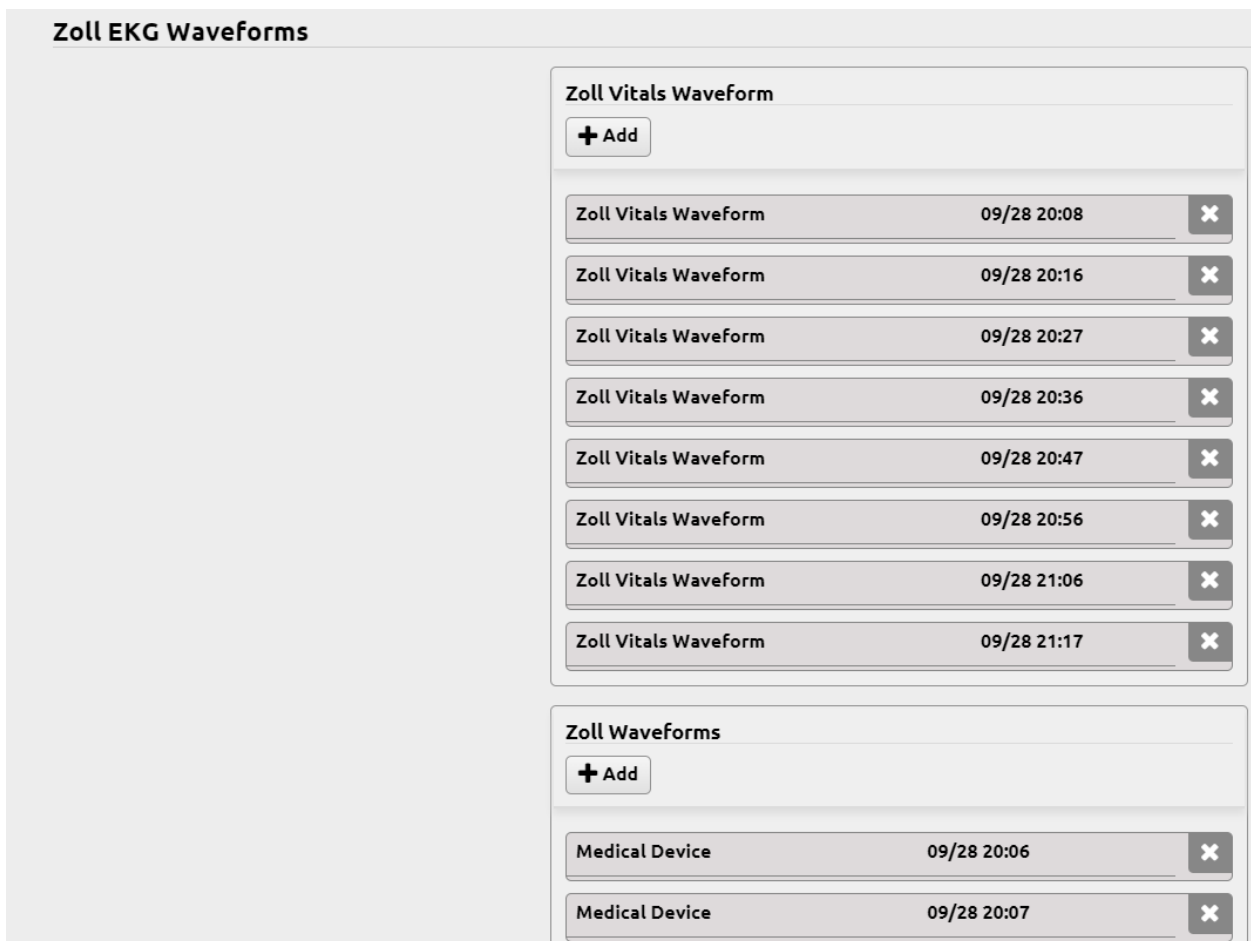 Zoll EKG Waveforms
Zoll Vitals Waveform
Add
Zoll Vitals Waveform 09/28 20:08
Zoll Vitals Waveform 09/28 20:16
Zoll Vitals Waveform 09/28 20:27
Zoll Vitals Waveform 09/28 20:36
Zoll Vitals Waveform 09/28 20:47
Zoll Vitals Waveform 09/28 20:56
Zoll Vitals Waveform 09/28 21:06
Zoll Vitals Waveform 09/28 21:17
Zoll Waveforms
Add
Medical Device 09/28 20:06
Medical Device 09/28 20:07